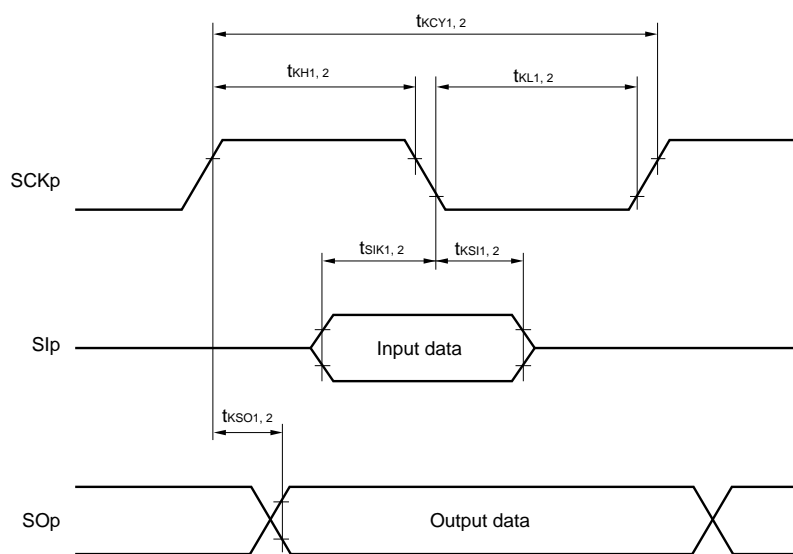 tKCY1, 2
tKH1, 2
tKL1, 2
SCKp
tSIK1, 2
tKSI1, 2
SIp
Input data
tKSO1, 2
SOp
Output data